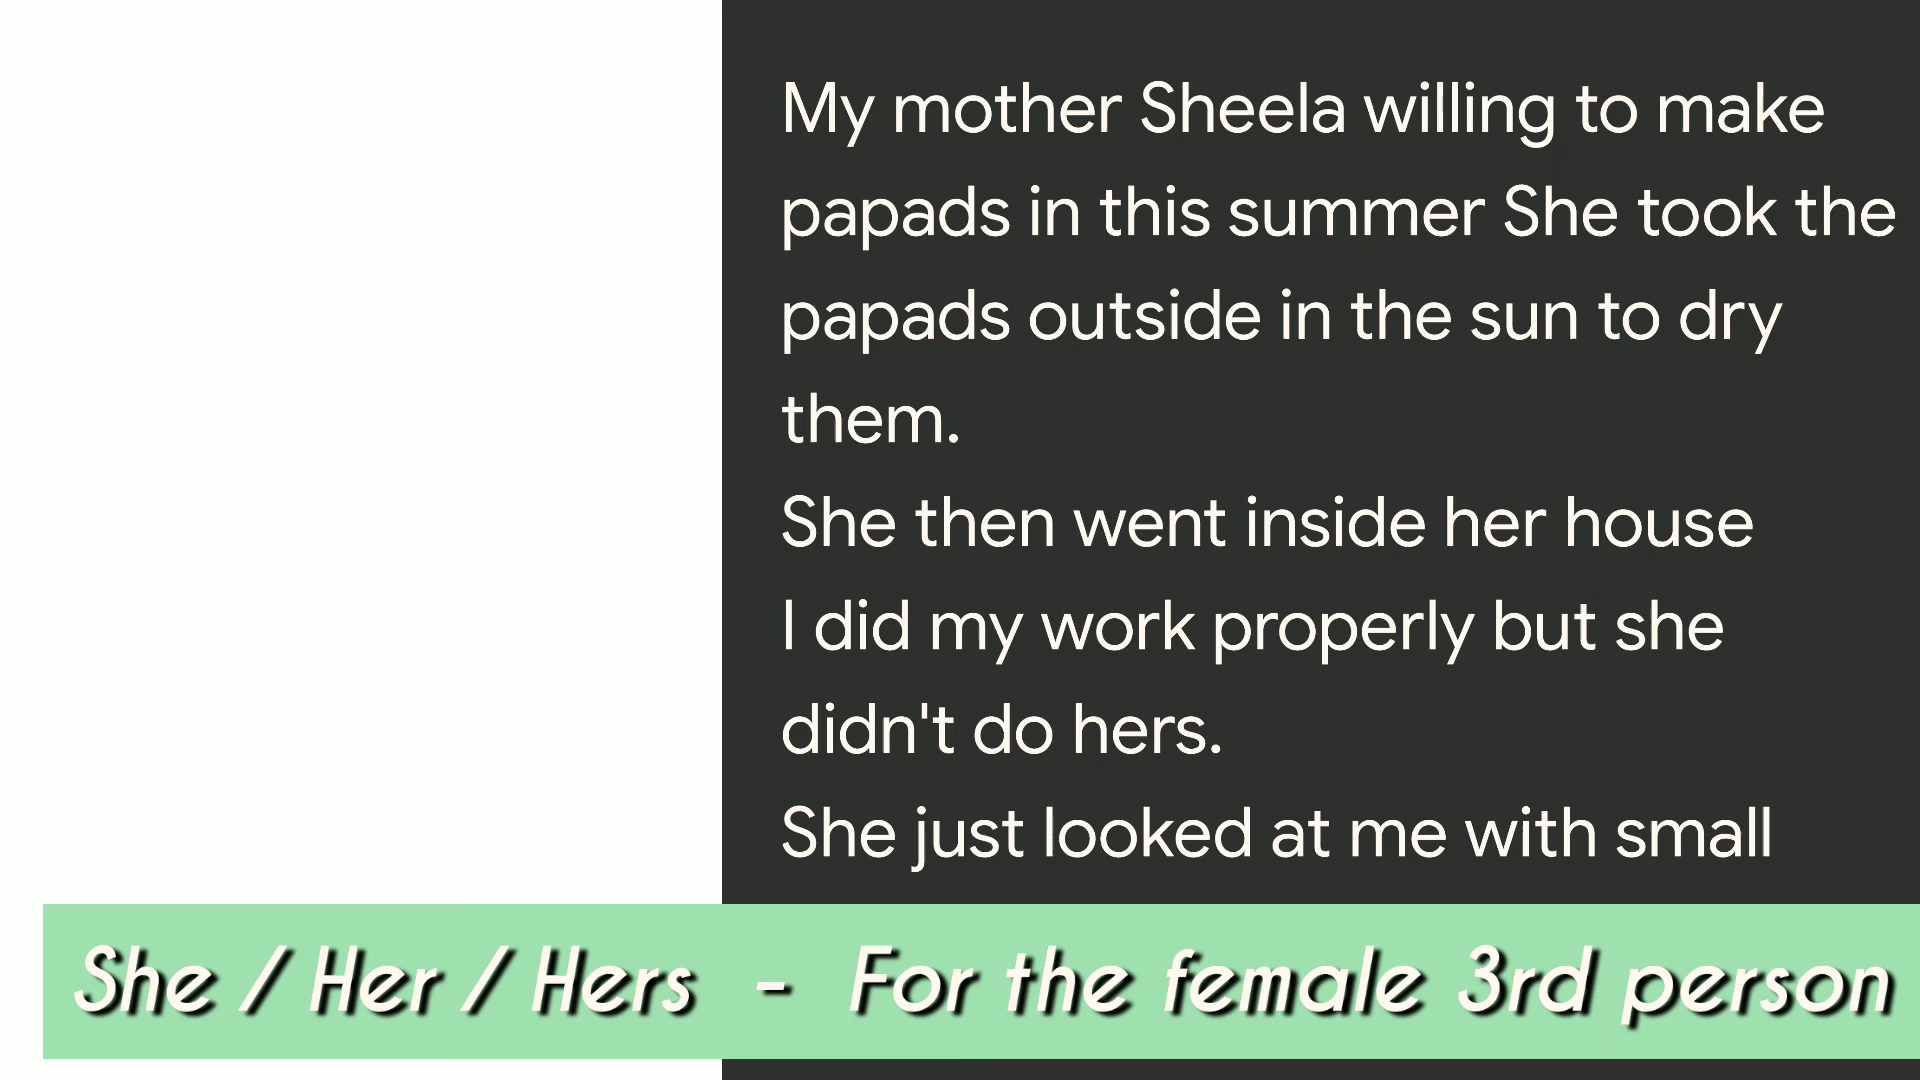 My mother Sheela willing to make
papads in this summer She took the
papads outside in the sun to dry
them.
She then went inside her house
I did my work properly but she
didn't do hers.
She just looked at me with small
She / Her / Hers - For the female 3rd person